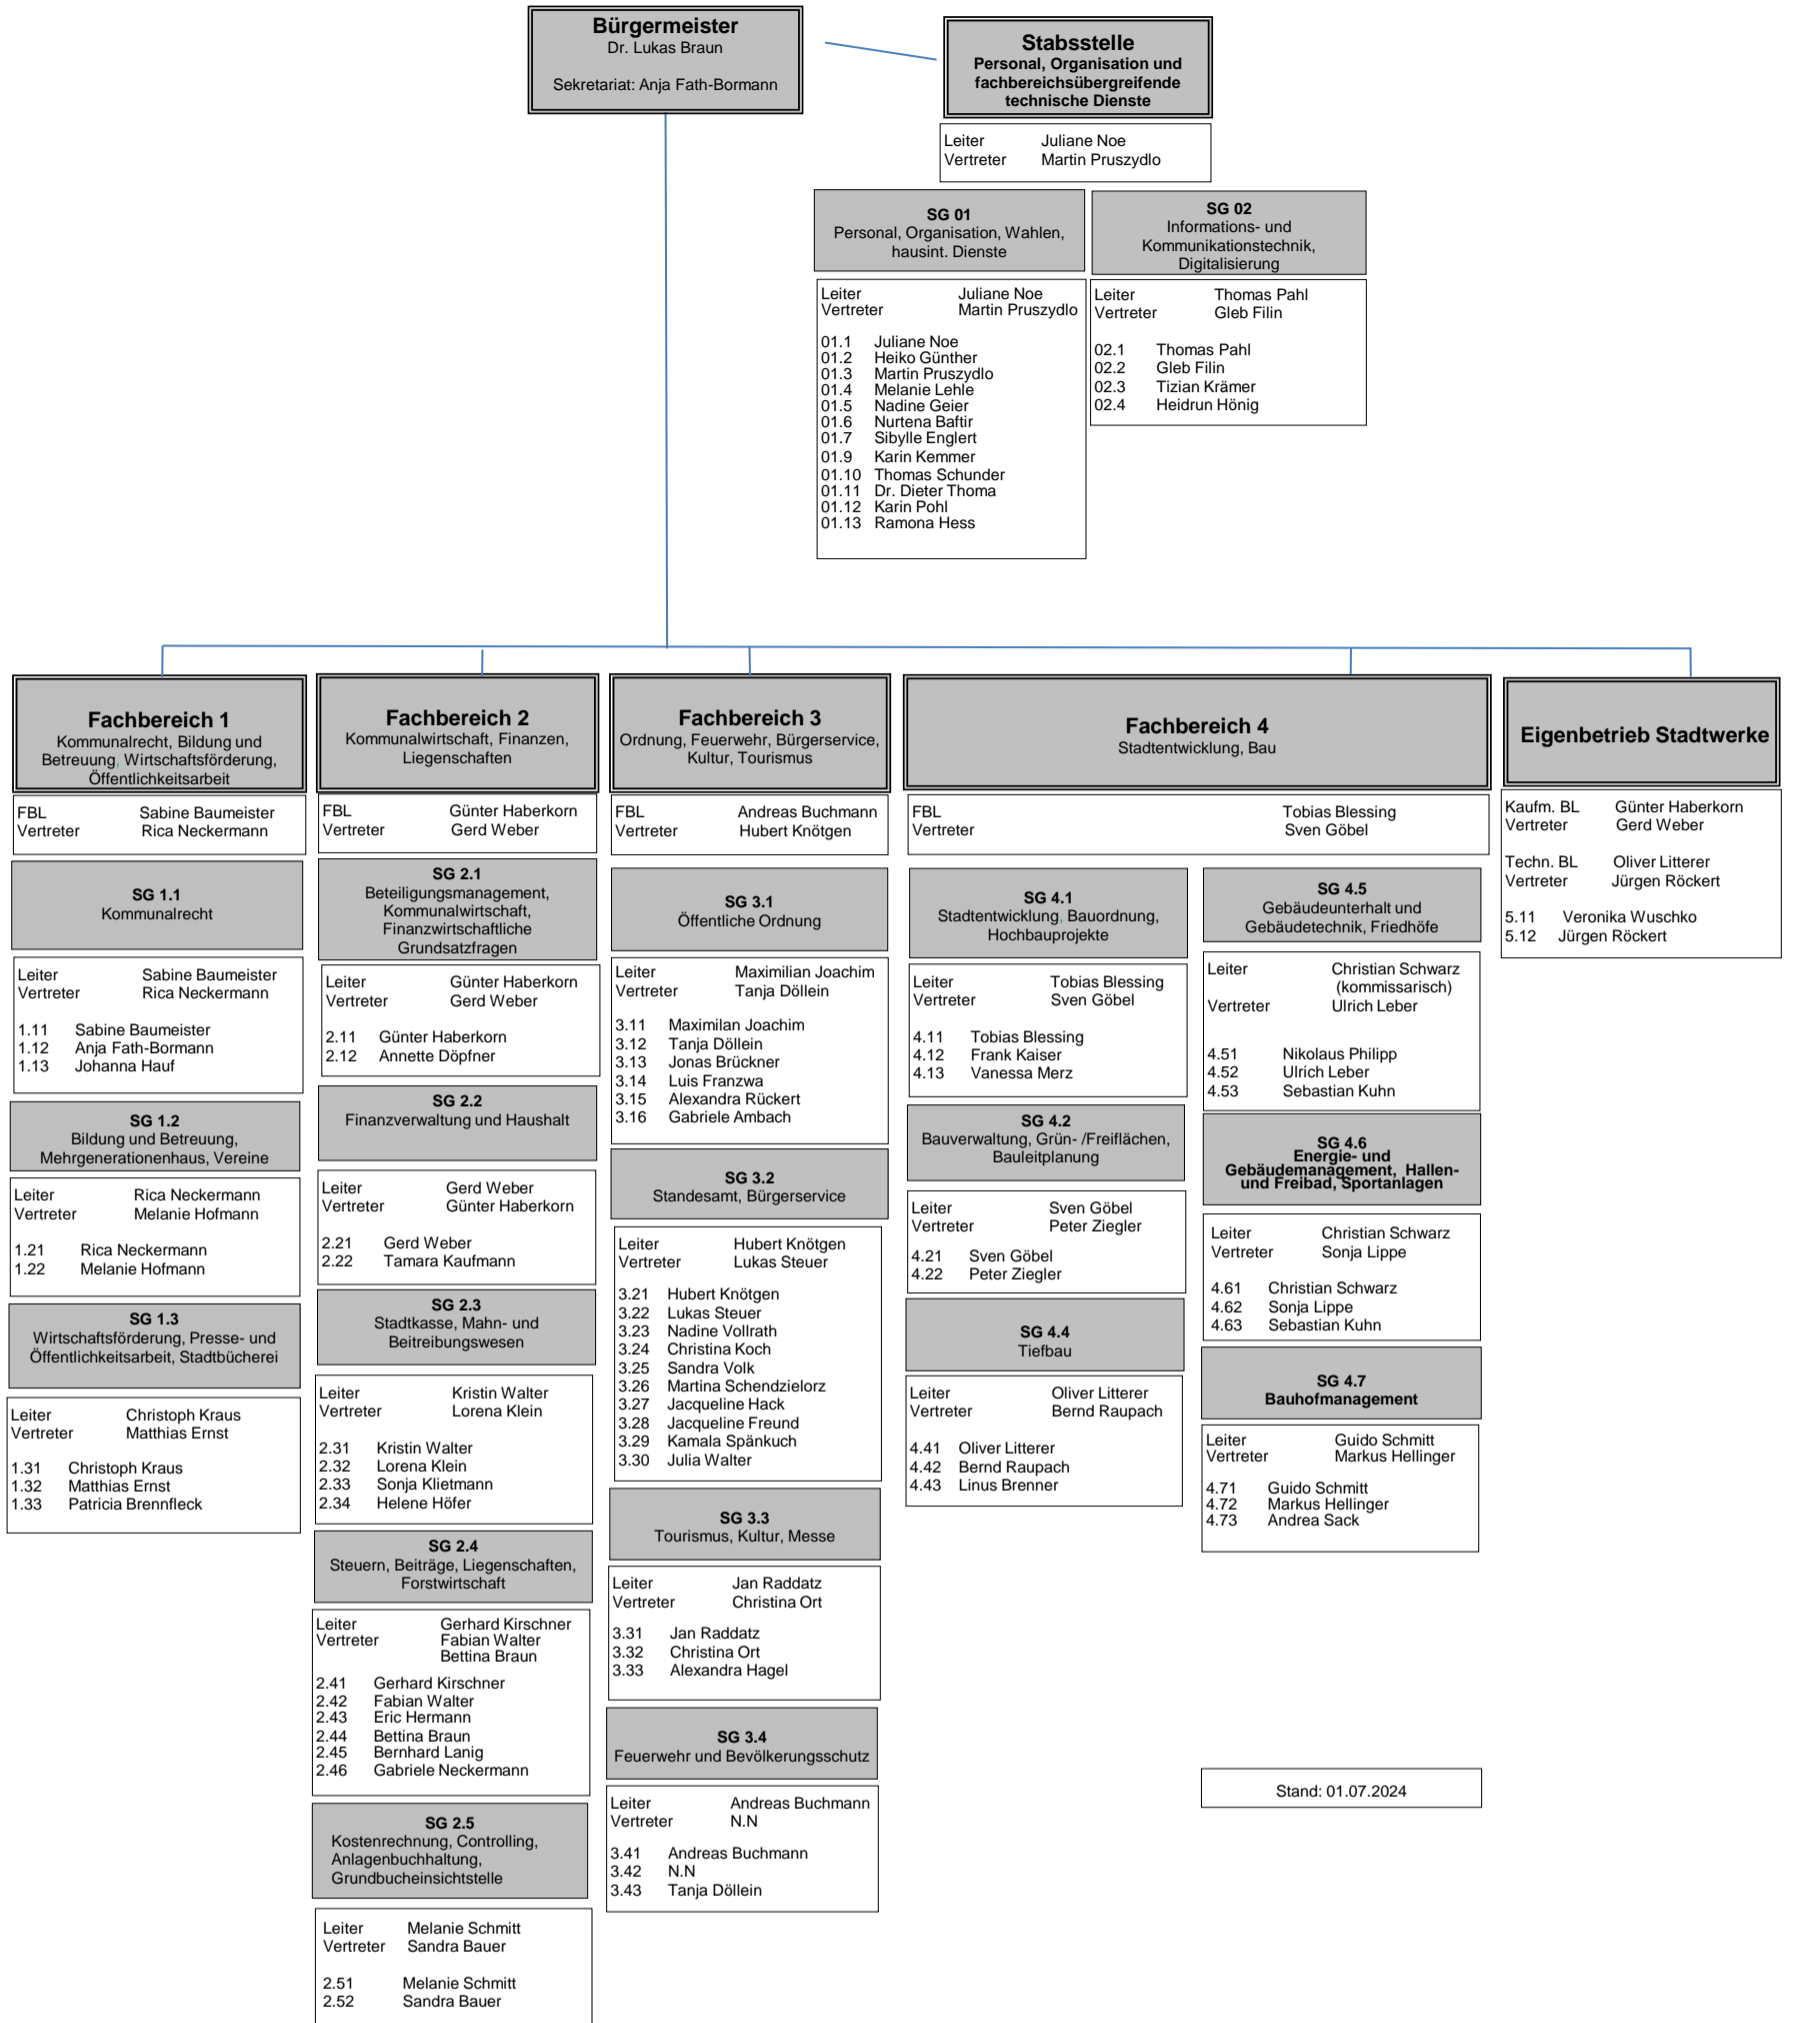 Bürgermeister
Dr. Lukas Braun
Sekretariat: Anja Fath-Bormann
Stabsstelle
Personal, Organisation und
fachbereichsübergreifende
technische Dienste
Leiter Juliane Noe
Vertreter Martin Pruszydlo
SG 01
Personal, Organisation, Wahlen,
hausint. Dienste
Leiter Juliane Noe
Vertreter Martin Pruszydlo
01.1 Juliane Noe
01.2 Heiko Günther
01.3 Martin Pruszydlo
01.4 Melanie Lehle
01.5 Nadine Geier
01.6 Nurtena Baftir
01.7 Sibylle Englert
01.9 Karin Kemmer
01.10 Thomas Schunder
01.11 Dr. Dieter Thoma
01.12 Karin Pohl
01.13 Ramona Hess
SG 02
Informations- und
Kommunikationstechnik,
Digitalisierung
Leiter Thomas Pahl
Vertreter Gleb Filin
02.1 Thomas Pahl
02.2 Gleb Filin
02.3 Tizian Krämer
02.4 Heidrun Hönig
Fachbereich 1
Kommunalrecht, Bildung und
Betreuung, Wirtschaftsförderung,
Öffentlichkeitsarbeit
FBL Sabine Baumeister
Vertreter Rica Neckermann
SG 1.1
Kommunalrecht
Leiter Sabine Baumeister
Vertreter Rica Neckermann
1.11 Sabine Baumeister
1.12 Anja Fath-Bormann
1.13 Johanna Hauf
SG 1.2
Bildung und Betreuung,
Mehrgenerationenhaus, Vereine
Leiter Rica Neckermann
Vertreter Melanie Hofmann
1.21 Rica Neckermann
1.22 Melanie Hofmann
SG 1.3
Wirtschaftsförderung, Presse- und
Öffentlichkeitsarbeit, Stadtbücherei
Leiter Christoph Kraus
Vertreter Matthias Ernst
1.31 Christoph Kraus
1.32 Matthias Ernst
1.33 Patricia Brennfleck
Fachbereich 2
Kommunalwirtschaft, Finanzen,
Liegenschaften
FBL Günter Haberkorn
Vertreter Gerd Weber
SG 2.1
Beteiligungsmanagement,
Kommunalwirtschaft,
Finanzwirtschaftliche
Grundsatzfragen
Leiter Günter Haberkorn
Vertreter Gerd Weber
2.11 Günter Haberkorn
2.12 Annette Döpfner
SG 2.2
Finanzverwaltung und Haushalt
Leiter Gerd Weber
Vertreter Günter Haberkorn
2.21 Gerd Weber
2.22 Tamara Kaufmann
SG 2.3
Stadtkasse, Mahn- und
Beitreibungswesen
Leiter Kristin Walter
Vertreter Lorena Klein
2.31 Kristin Walter
2.32 Lorena Klein
2.33 Sonja Klietmann
2.34 Helene Höfer
SG 2.4
Steuern, Beiträge, Liegenschaften,
Forstwirtschaft
Leiter Gerhard Kirschner
Vertreter Fabian Walter
Bettina Braun
2.41 Gerhard Kirschner
2.42 Fabian Walter
2.43 Eric Hermann
2.44 Bettina Braun
2.45 Bernhard Lanig
2.46 Gabriele Neckermann
SG 2.5
Kostenrechnung, Controlling,
Anlagenbuchhaltung,
Grundbucheinsichtstelle
Leiter Melanie Schmitt
Vertreter Sandra Bauer
2.51 Melanie Schmitt
2.52 Sandra Bauer
Fachbereich 3
Ordnung, Feuerwehr, Bürgerservice,
Kultur, Tourismus
FBL Andreas Buchmann
Vertreter Hubert Knötgen
SG 3.1
Öffentliche Ordnung
Leiter Maximilian Joachim
Vertreter Tanja Döllein
3.11 Maximilan Joachim
3.12 Tanja Döllein
3.13 Jonas Brückner
3.14 Luis Franzwa
3.15 Alexandra Rückert
3.16 Gabriele Ambach
SG 3.2
Standesamt, Bürgerservice
Leiter Hubert Knötgen
Vertreter Lukas Steuer
3.21 Hubert Knötgen
3.22 Lukas Steuer
3.23 Nadine Vollrath
3.24 Christina Koch
3.25 Sandra Volk
3.26 Martina Schendzielorz
3.27 Jacqueline Hack
3.28 Jacqueline Freund
3.29 Kamala Spänkuch
3.30 Julia Walter
SG 3.3
Tourismus, Kultur, Messe
Leiter Jan Raddatz
Vertreter Christina Ort
3.31 Jan Raddatz
3.32 Christina Ort
3.33 Alexandra Hagel
SG 3.4
Feuerwehr und Bevölkerungsschutz
Leiter Andreas Buchmann
Vertreter N.N
3.41 Andreas Buchmann
3.42 N.N
3.43 Tanja Döllein
Fachbereich 4
Stadtentwicklung, Bau
FBL Tobias Blessing
Vertreter Sven Göbel
SG 4.1
Stadtentwicklung, Bauordnung,
Hochbauprojekte
Leiter Tobias Blessing
Vertreter Sven Göbel
4.11 Tobias Blessing
4.12 Frank Kaiser
4.13 Vanessa Merz
SG 4.2
Bauverwaltung, Grün- /Freiflächen,
Bauleitplanung
Leiter Sven Göbel
Vertreter Peter Ziegler
4.21 Sven Göbel
4.22 Peter Ziegler
SG 4.4
Tiefbau
Leiter Oliver Litterer
Vertreter Bernd Raupach
4.41 Oliver Litterer
4.42 Bernd Raupach
4.43 Linus Brenner
SG 4.5
Gebäudeunterhalt und
Gebäudetechnik, Friedhöfe
Leiter Christian Schwarz
(kommissarisch)
Vertreter Ulrich Leber
4.51 Nikolaus Philipp
4.52 Ulrich Leber
4.53 Sebastian Kuhn
SG 4.6
Energie- und
Gebäudemanagement, Hallen-
und Freibad, Sportanlagen
Leiter Christian Schwarz
Vertreter Sonja Lippe
4.61 Christian Schwarz
4.62 Sonja Lippe
4.63 Sebastian Kuhn
SG 4.7
Bauhofmanagement
Leiter Guido Schmitt
Vertreter Markus Hellinger
4.71 Guido Schmitt
4.72 Markus Hellinger
4.73 Andrea Sack
Eigenbetrieb Stadtwerke
Kaufm. BL Günter Haberkorn
Vertreter Gerd Weber
Techn. BL Oliver Litterer
Vertreter Jürgen Röckert
5.11 Veronika Wuschko
5.12 Jürgen Röckert
Stand: 01.07.2024